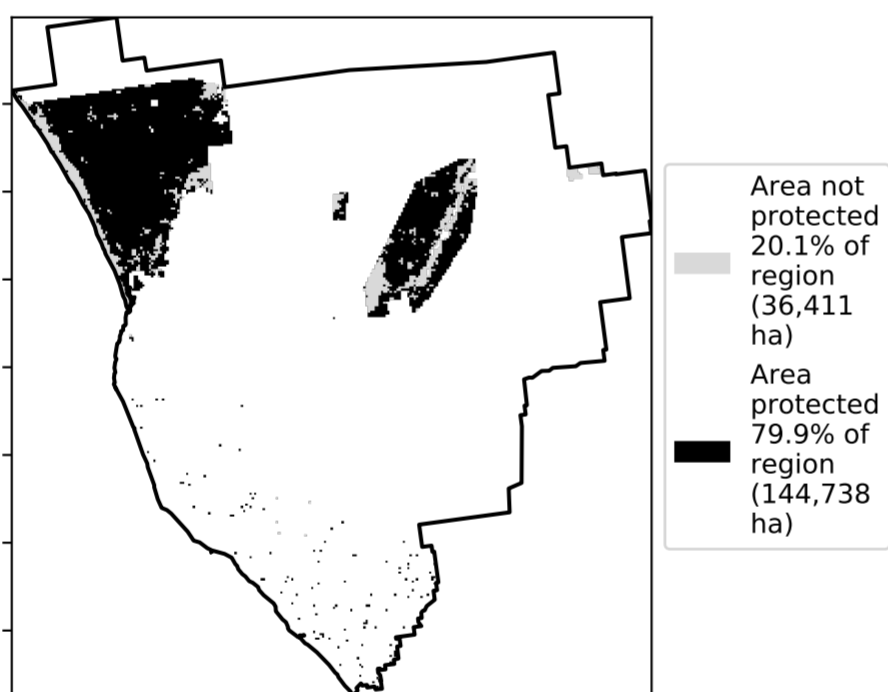 Area not
protected
20.1% of
region
(36,411
ha)
Area
protected
79.9% of
region
(144,738
ha)